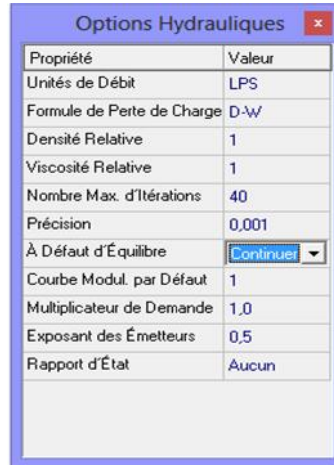 Options Hydrauliques x
Propriété Valeur
Unités de Débit LPS
Formule de Perte de Charge D-W
Densité Relative 1
Viscosité Relative 1
Nombre Max. d'Itérations 40
Précision 0,001
À Défaut d'Équilibre Continuer
Courbe Modul. par Défaut 1
Multiplicateur de Demande 1,0
Exposant des Émetteurs 0,5
Rapport d'État Aucun